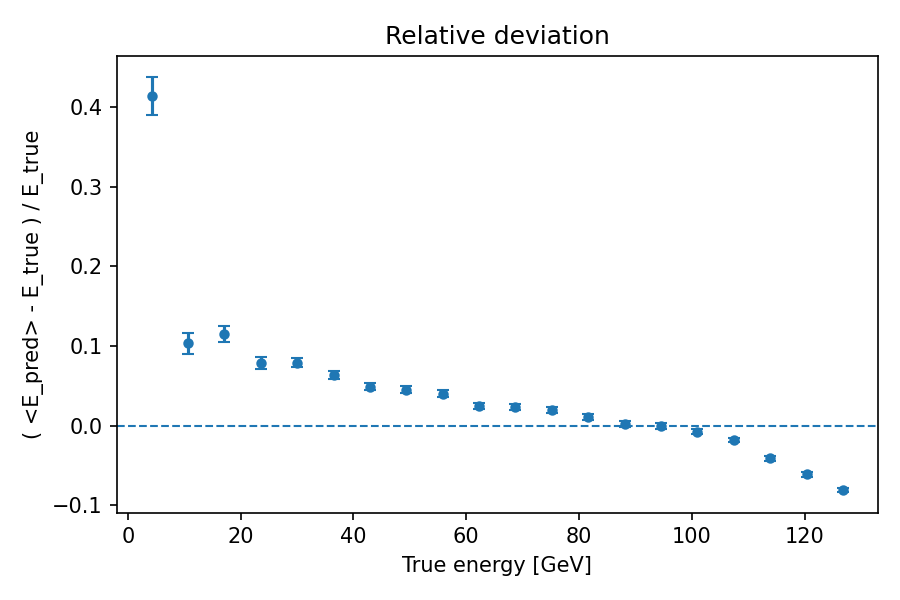 Relative deviation
( <E_pred> - E_true ) / E_true
0.4
0.3
0.2
0.1
0.0
−0.1
0 20 40 60 80 100 120
True energy [GeV]